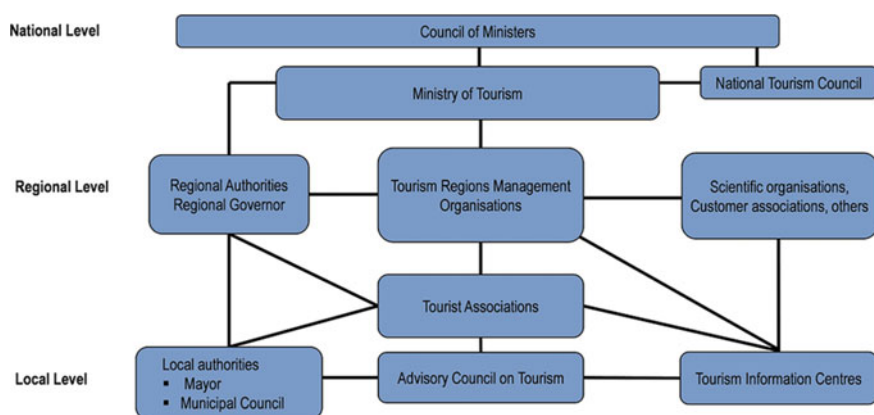 National Level
Council of Ministers
Ministry of Tourism
National Tourism Council
Regional Level
Regional Authorities
Regional Governor
Tourism Regions Management
Organisations
Scientific organisations,
Customer associations, others
Tourist Associations
Local Level
Local authorities
▪ Mayor
▪ Municipal Council
Advisory Council on Tourism
Tourism Information Centres